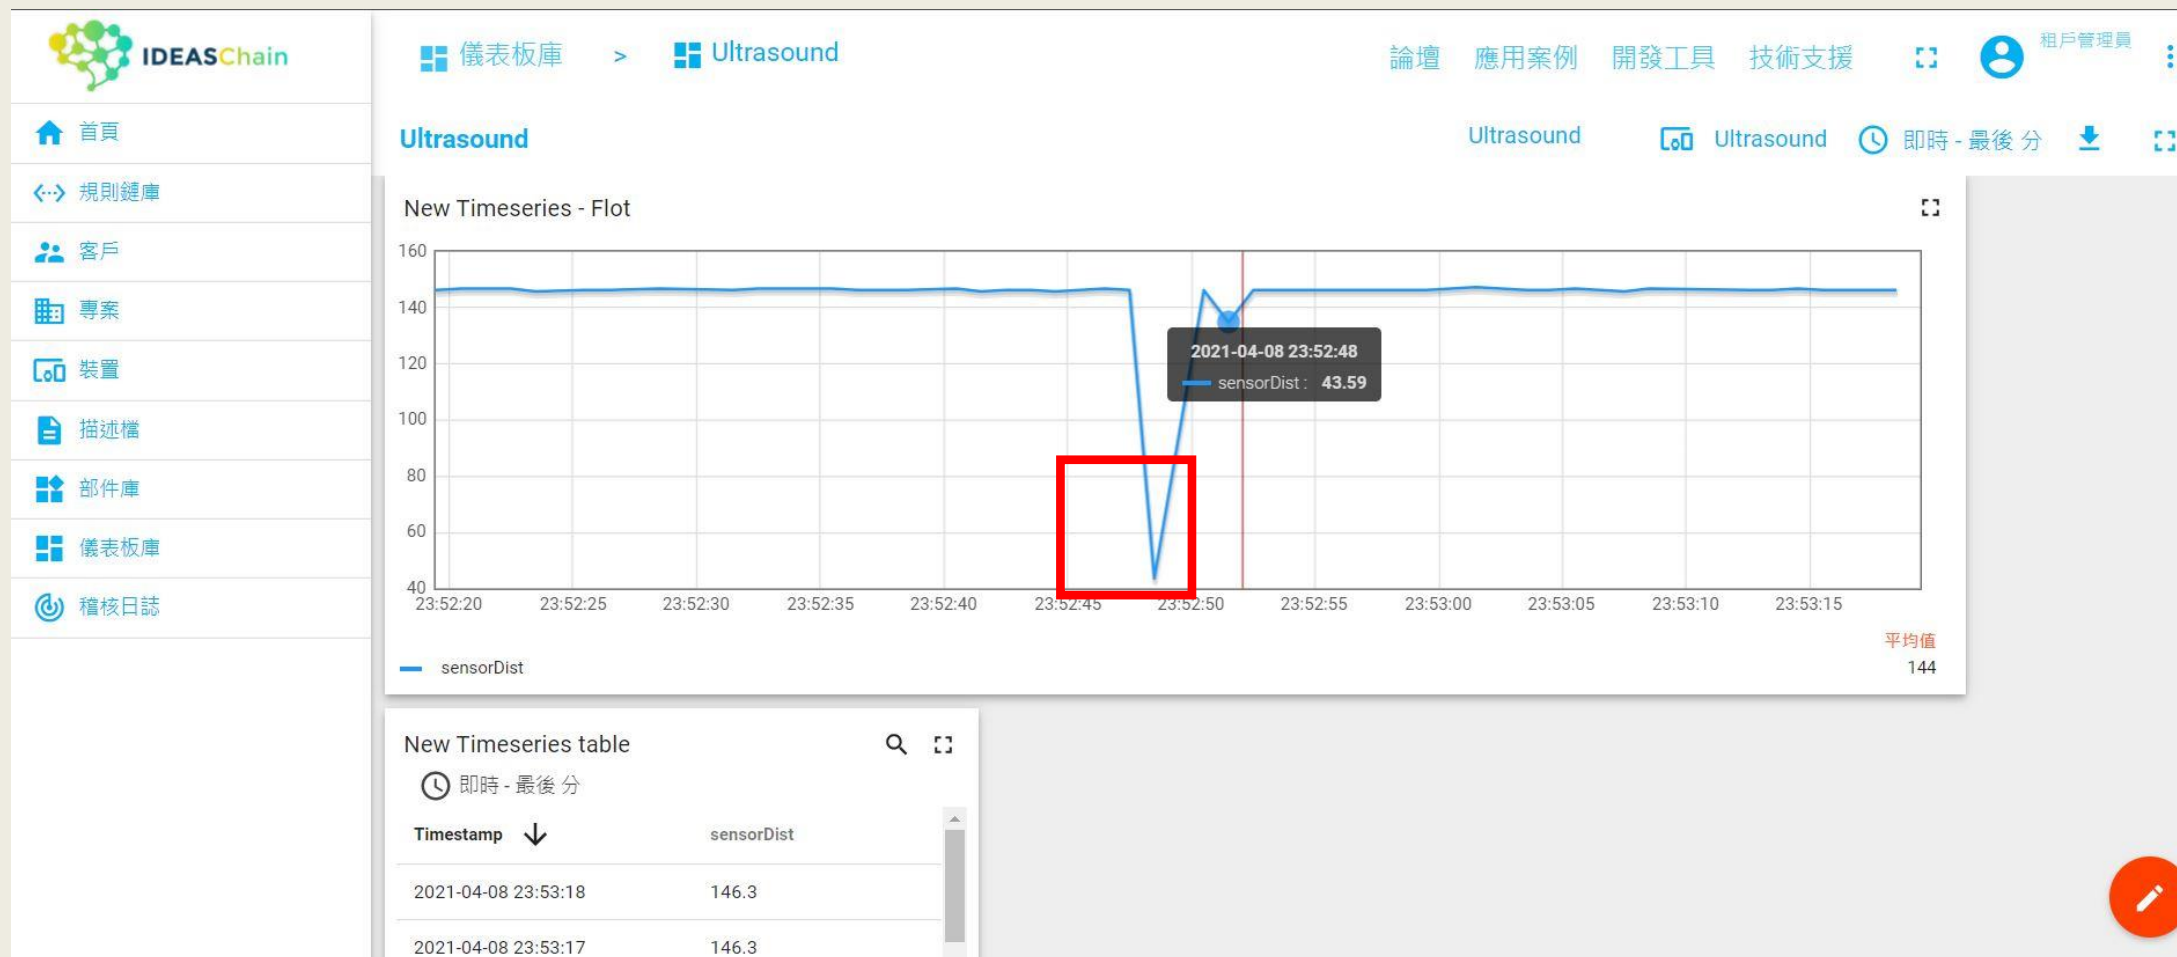 IDEASChain
儀表板庫 > Ultrasound
論壇 應用案例 開發工具 技術支援 租戶管理員
首頁
規則鏈庫
客戶
專案
裝置
描述檔
部件庫
儀表板庫
稽核日誌
Ultrasound
Ultrasound Ultrasound 即時 - 最後 分
New Timeseries - Flot
160
140
120
100
80
60
40
2021-04-08 23:52:48
sensorDist : 43.59
23:52:20 23:52:25 23:52:30 23:52:35 23:52:40 23:52:45 23:52:50 23:52:55 23:53:00 23:53:05 23:53:10 23:53:15
平均值
sensorDist 144
New Timeseries table
即時 - 最後 分
Timestamp sensorDist
2021-04-08 23:53:18 146.3
2021-04-08 23:53:17 146.3